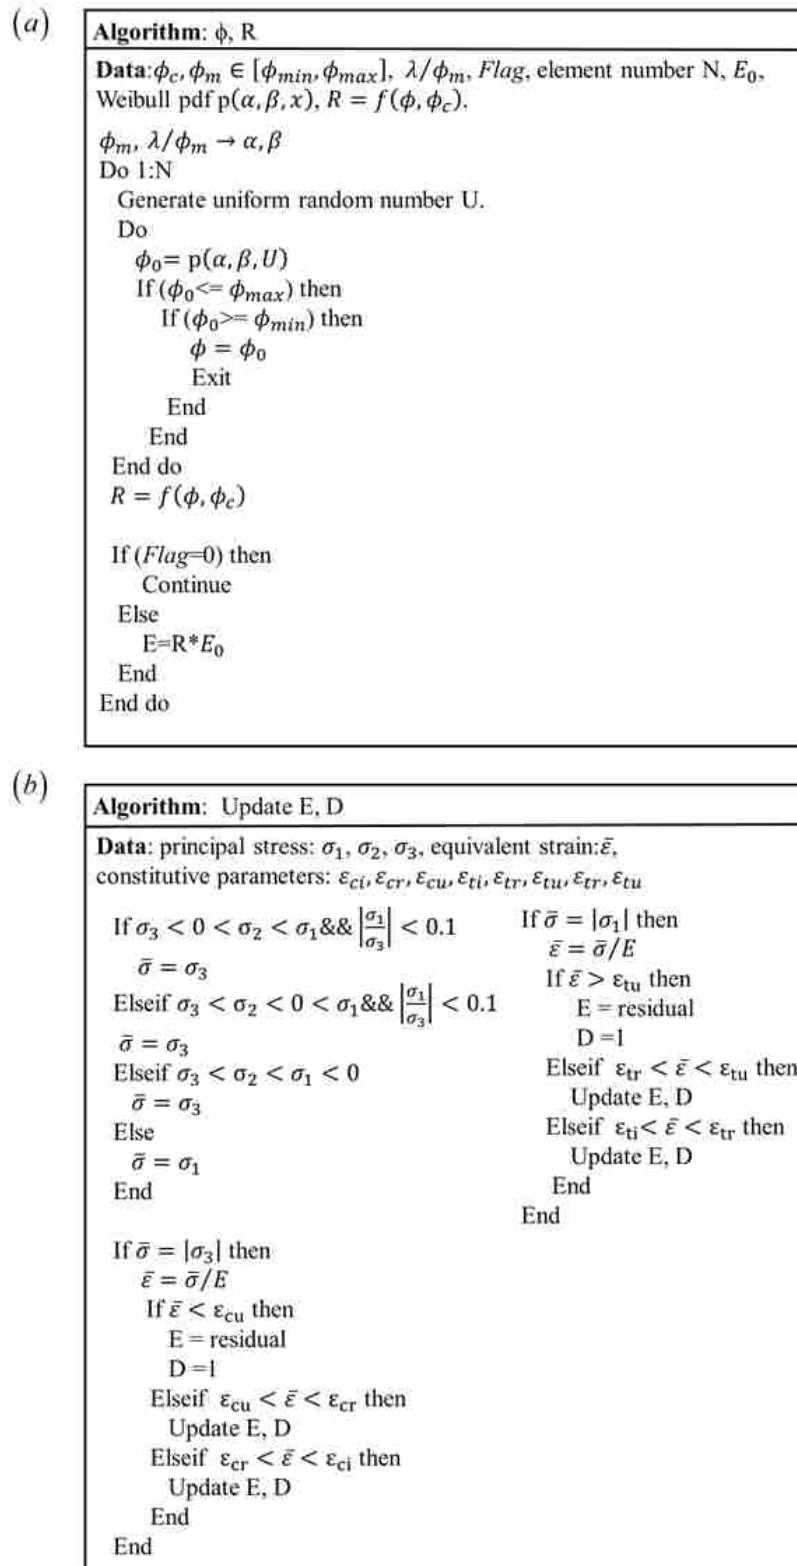 (a)
Algorithm: ϕ, R
Data:ϕ_c, ϕ_m ∈ [ϕ_min, ϕ_max], λ/ϕ_m, Flag, element number N, E_0,
Weibull pdf p(α, β, x), R = f(ϕ, ϕ_c).
ϕ_m, λ/ϕ_m → α, β
Do 1:N
Generate uniform random number U.
Do
ϕ_0= p(α, β, U)
If (ϕ_0<= ϕ_max) then
If (ϕ_0>= ϕ_min) then
ϕ = ϕ_0
Exit
End
End
End do
R = f(ϕ, ϕ_c)
If (Flag=0) then
Continue
Else
E=R*E_0
End
End do
(b)
Algorithm: Update E, D
Data: principal stress: σ_1, σ_2, σ_3, equivalent strain:ε̄,
constitutive parameters: ε_ci, ε_cr, ε_cu, ε_ti, ε_tr, ε_tu, ε_tr, ε_tu
If σ_3 < 0 < σ_2 < σ_1&&|σ_1/σ_3| < 0.1
σ̄ = σ_3
Elseif σ_3 < σ_2 < 0 < σ_1&&|σ_1/σ_3| < 0.1
σ̄ = σ_3
Elseif σ_3 < σ_2 < σ_1 < 0
σ̄ = σ_3
Else
σ̄ = σ_1
End
If σ̄ = |σ_3| then
ε̄ = σ̄/E
If ε̄ < ε_cu then
E = residual
D =1
Elseif ε_cu < ε̄ < ε_cr then
Update E, D
Elseif ε_cr < ε̄ < ε_ci then
Update E, D
End
End
If σ̄ = |σ_1| then
ε̄ = σ̄/E
If ε̄ > ε_tu then
E = residual
D =1
Elseif ε_tr < ε̄ < ε_tu then
Update E, D
Elseif ε_ti< ε̄ < ε_tr then
Update E, D
End
End